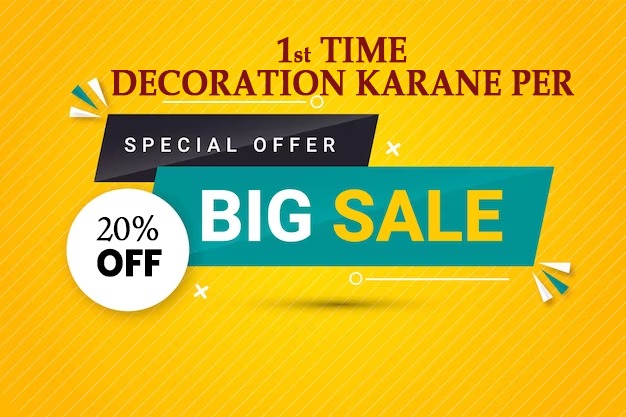 1st TIME
DECORATION KARANE PER
SPECIAL OFFER
BIG SALE
20%
OFF